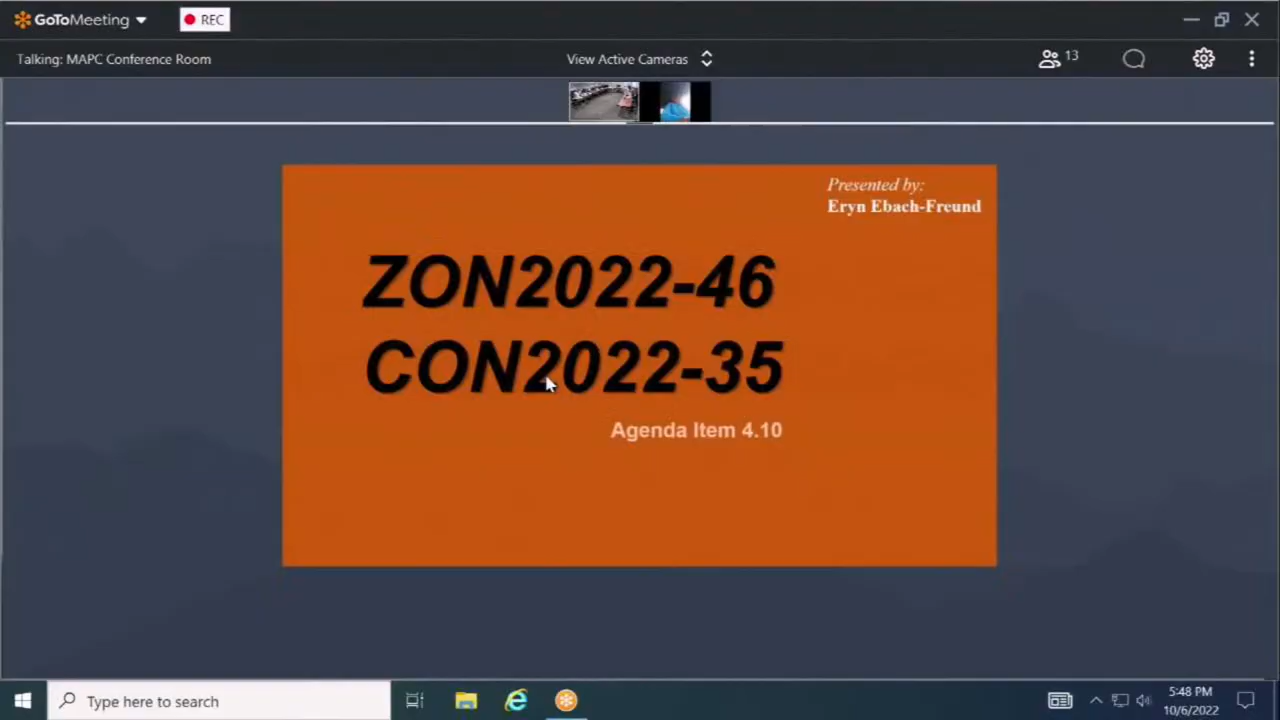 GoToMeeting
REC
Talking: MAPC Conference Room
View Active Cameras
13
Presented by:
Eryn Ebach-Freund
ZON2022-46
CON2022-35
Agenda Item 4.10
Type here to search
5:48 PM
10/6/2022